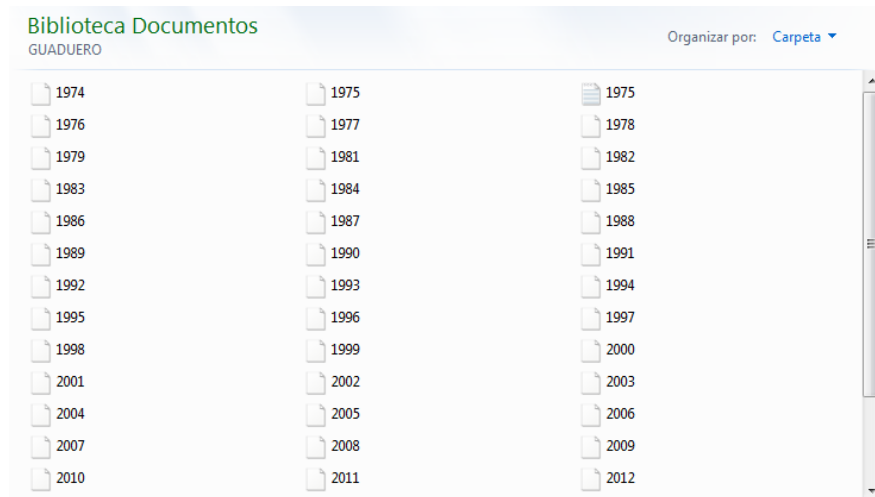 Biblioteca Documentos
GUADUERO
Organizar por: Carpeta
1974 1975 1975
1976 1977 1978
1979 1981 1982
1983 1984 1985
1986 1987 1988
1989 1990 1991
1992 1993 1994
1995 1996 1997
1998 1999 2000
2001 2002 2003
2004 2005 2006
2007 2008 2009
2010 2011 2012